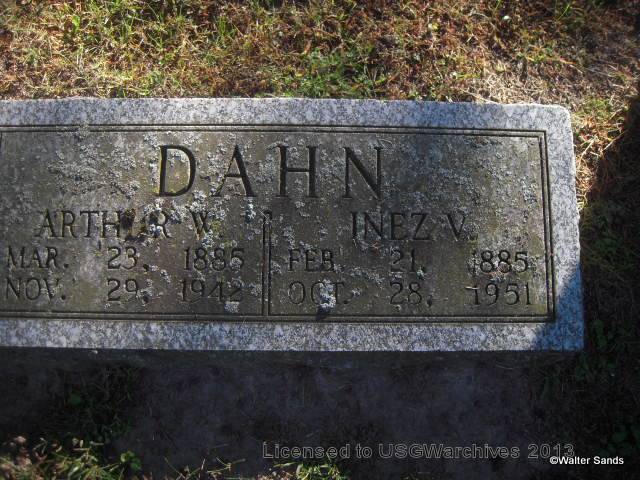 DAHN
ARTHUR W. INEZ V.
MAR. 23, 1885 FEB. 21, 1885
NOV. 29, 1942 OCT. 28, 1951
Licensed to USGWarchives 2013
©Walter Sands